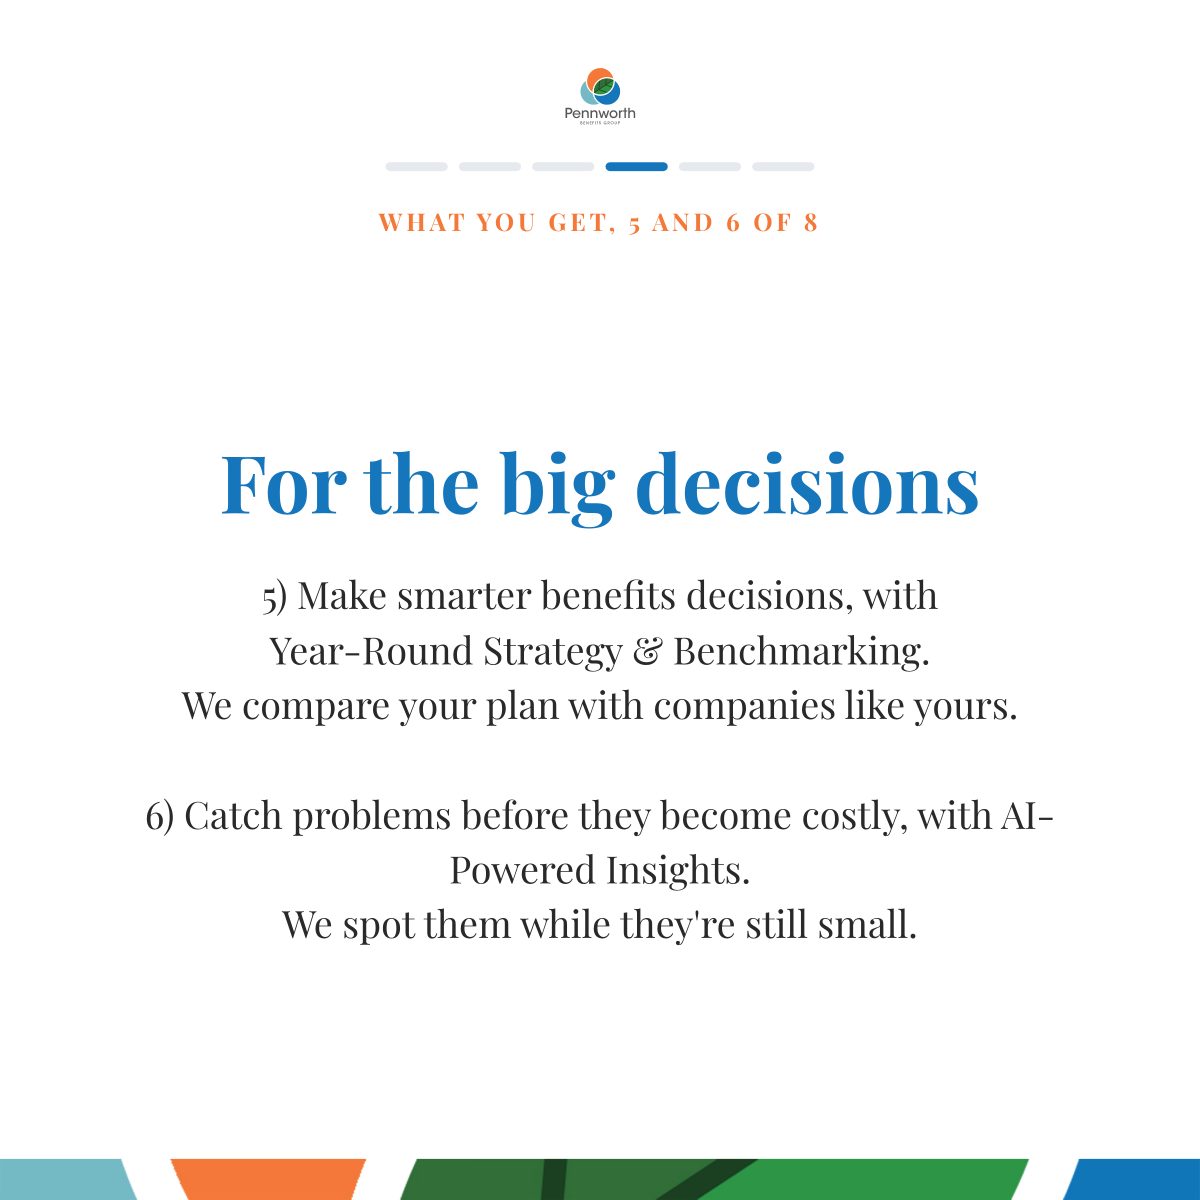 Pennworth
BENEFITS GROUP
WHAT YOU GET, 5 AND 6 OF 8
For the big decisions
5) Make smarter benefits decisions, with
Year-Round Strategy & Benchmarking.
We compare your plan with companies like yours.
6) Catch problems before they become costly, with AI-
Powered Insights.
We spot them while they're still small.